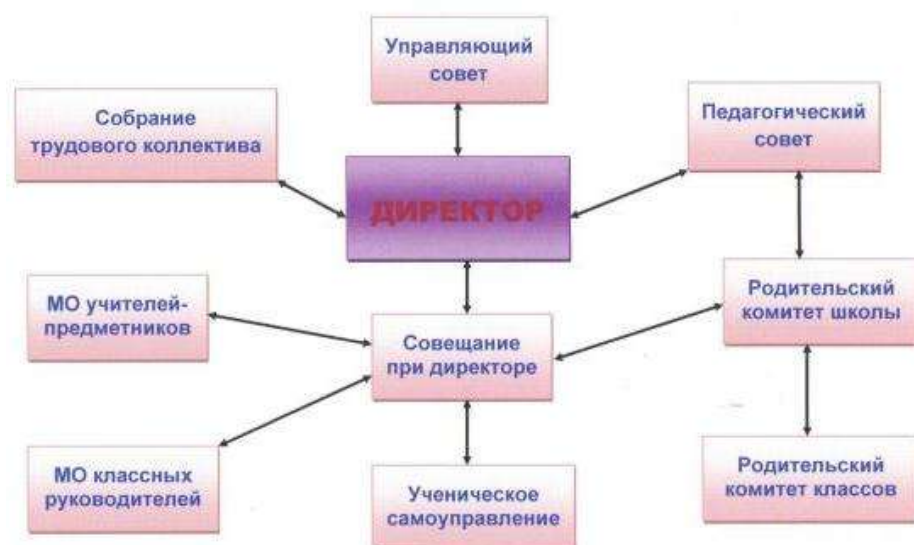 Управляющий
совет
Собрание
трудового коллектива
Педагогический
совет
ДИРЕКТОР
МО учителей-
предметников
Совещание
при директоре
Родительский
комитет школы
МО классных
руководителей
Ученическое
самоуправление
Родительский
комитет классов